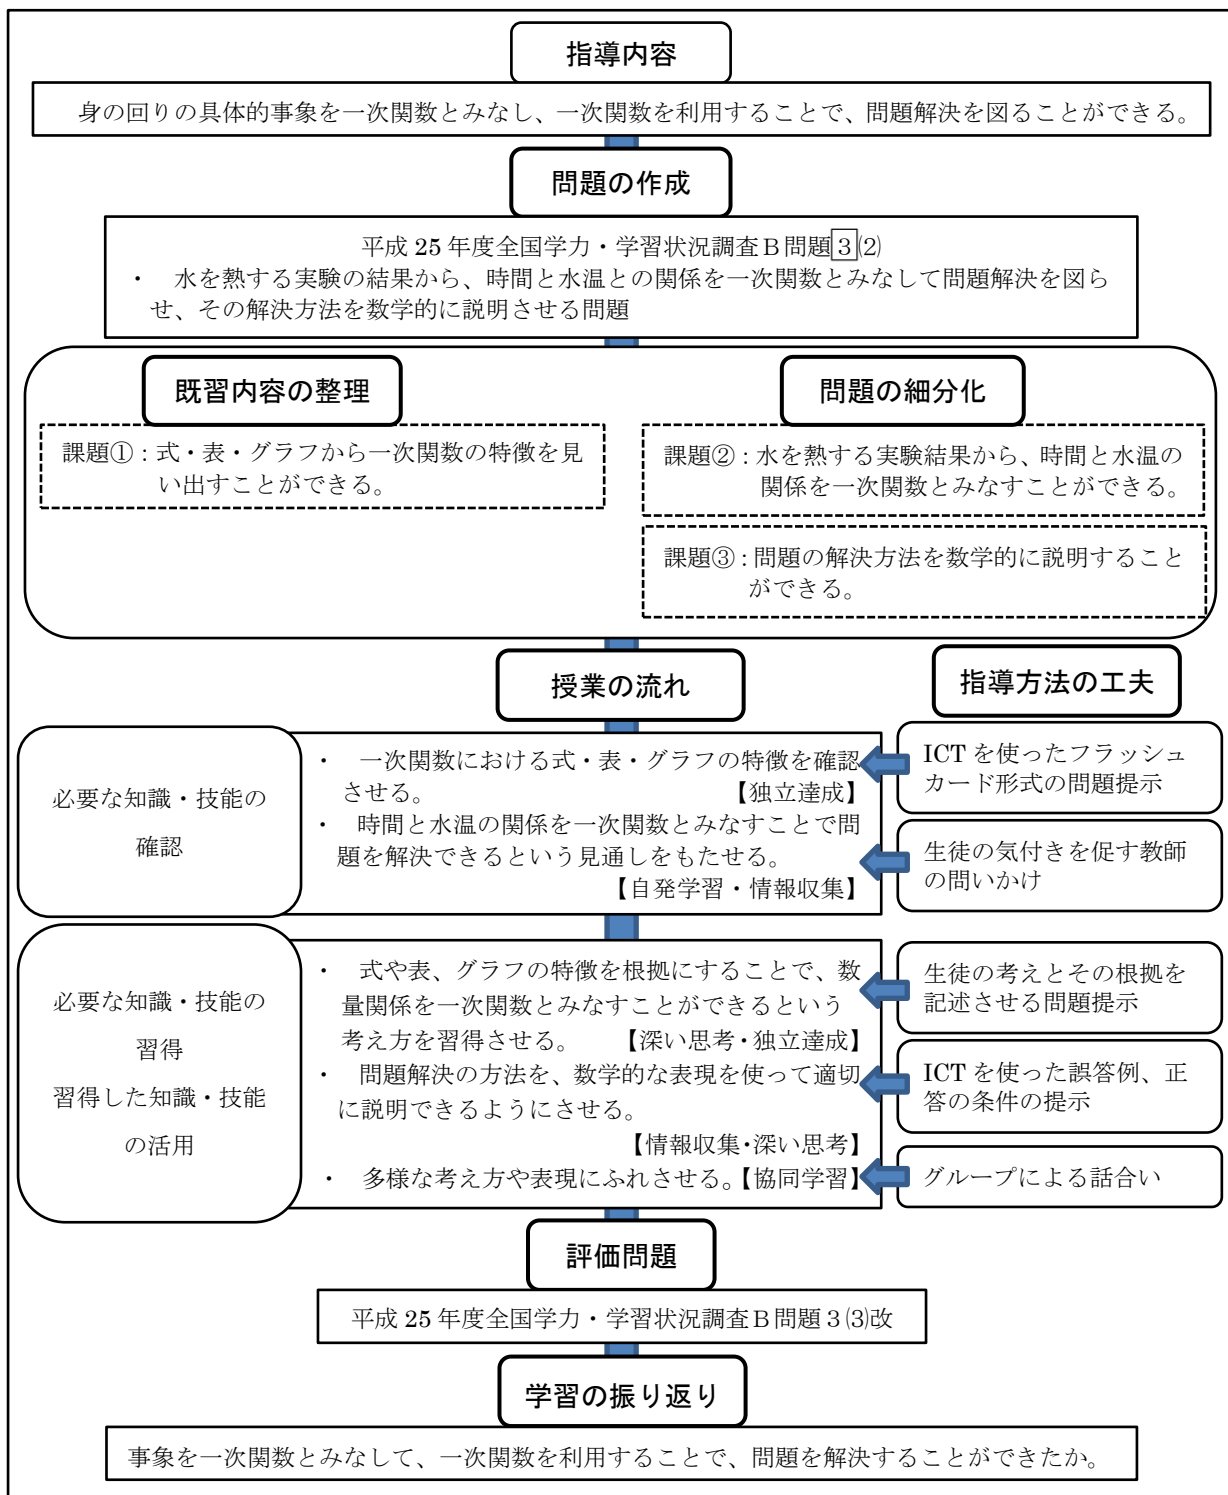 指導内容
身の回りの具体的事象を一次関数とみなし、一次関数を利用することで、問題解決を図ることができる。
問題の作成
平成 25 年度全国学力・学習状況調査B問題3⑵
・ 水を熱する実験の結果から、時間と水温との関係を一次関数とみなして問題解決を図ら
せ、その解決方法を数学的に説明させる問題
既習内容の整理
課題①：式・表・グラフから一次関数の特徴を見
い出すことができる。
問題の細分化
課題②：水を熱する実験結果から、時間と水温の
関係を一次関数とみなすことができる。
課題③：問題の解決方法を数学的に説明すること
ができる。
授業の流れ
指導方法の工夫
必要な知識・技能の
確認
・ 一次関数における式・表・グラフの特徴を確認
させる。 【独立達成】
・ 時間と水温の関係を一次関数とみなすことで問
題を解決できるという見通しをもたせる。
【自発学習・情報収集】
ICT を使ったフラッシュ
カード形式の問題提示
生徒の気付きを促す教師
の問いかけ
必要な知識・技能の
習得
習得した知識・技能
の活用
・ 式や表、グラフの特徴を根拠にすることで、数
量関係を一次関数とみなすことができるという
考え方を習得させる。 【深い思考・独立達成】
・ 問題解決の方法を、数学的な表現を使って適切
に説明できるようにさせる。
【情報収集・深い思考】
・ 多様な考え方や表現にふれさせる。【協同学習】
生徒の考えとその根拠を
記述させる問題提示
ICT を使った誤答例、正
答の条件の提示
グループによる話合い
評価問題
平成 25 年度全国学力・学習状況調査B問題３⑶改
学習の振り返り
事象を一次関数とみなして、一次関数を利用することで、問題を解決することができたか。